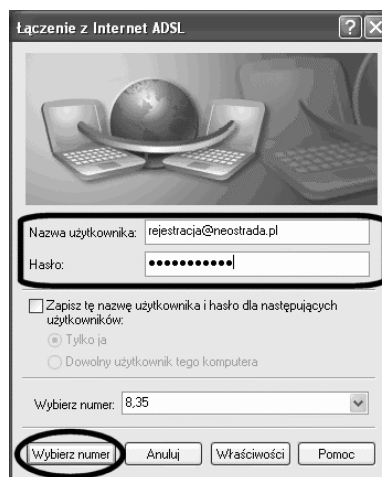 Łączenie z Internet ADSL
Nazwa użytkownika: rejestracja@neostrada.pl
Hasło: •••••••••••
Zapisz tę nazwę użytkownika i hasło dla następujących
użytkowników:
Tylko ja
Dowolny użytkownik tego komputera
Wybierz numer: 8,35
Wybierz numer Anuluj Właściwości Pomoc